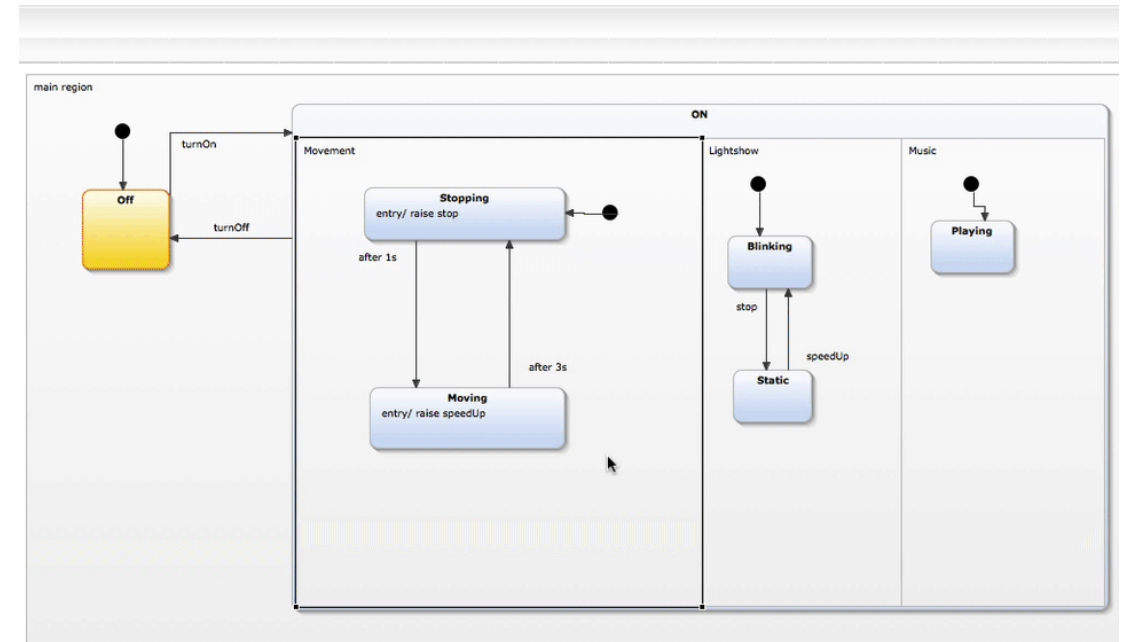 main region
ON
turnOn
Off
turnOff
Movement
Stopping
entry/ raise stop
after 1s
after 3s
Moving
entry/ raise speedUp
Lightshow
Blinking
stop
speedUp
Static
Music
Playing